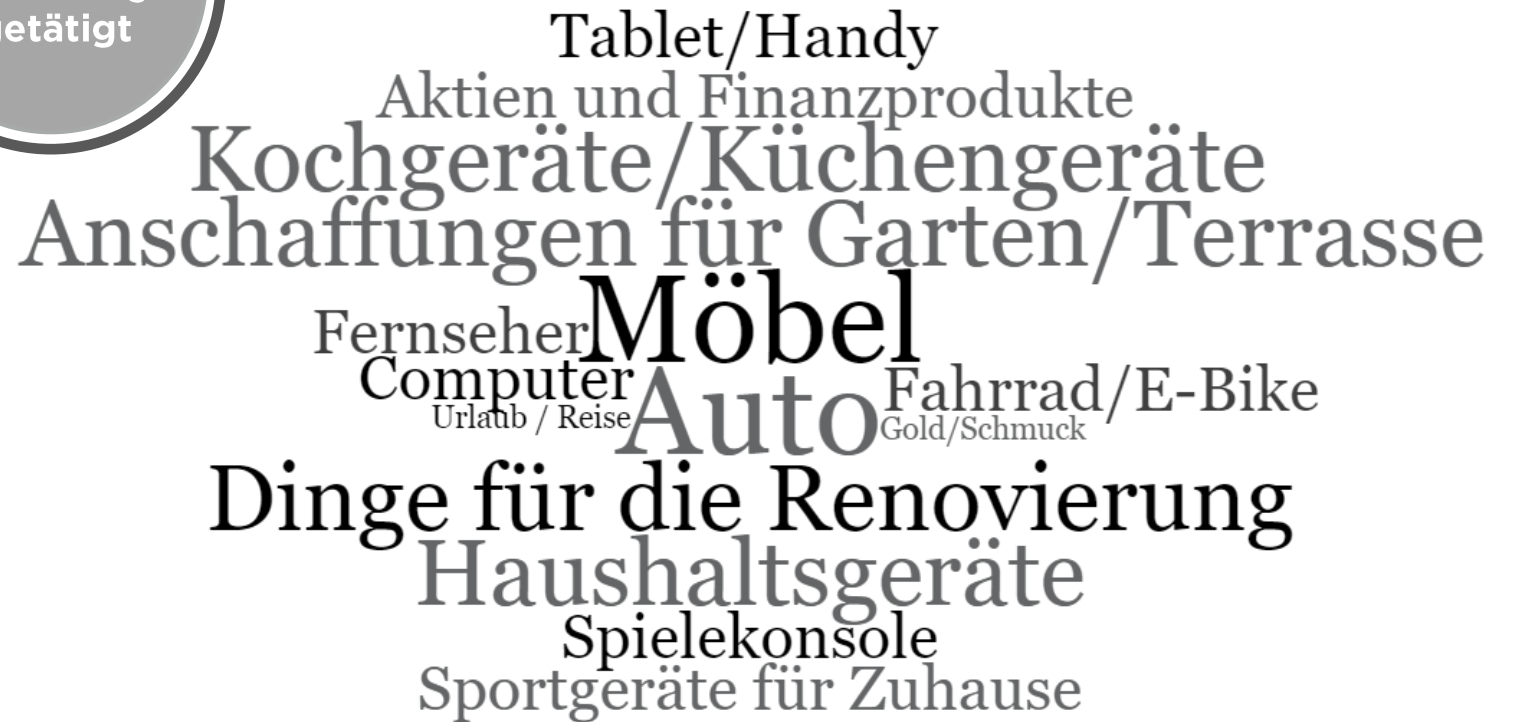 getätigt
Tablet/Handy
Aktien und Finanzprodukte
Kochgeräte/Küchengeräte
Anschaffungen für Garten/Terrasse
Möbel
Fernseher
Computer
Urlaub / Reise
Auto
Fahrrad/E-Bike
Gold/Schmuck
Dinge für die Renovierung
Haushaltsgeräte
Spielekonsole
Sportgeräte für Zuhause